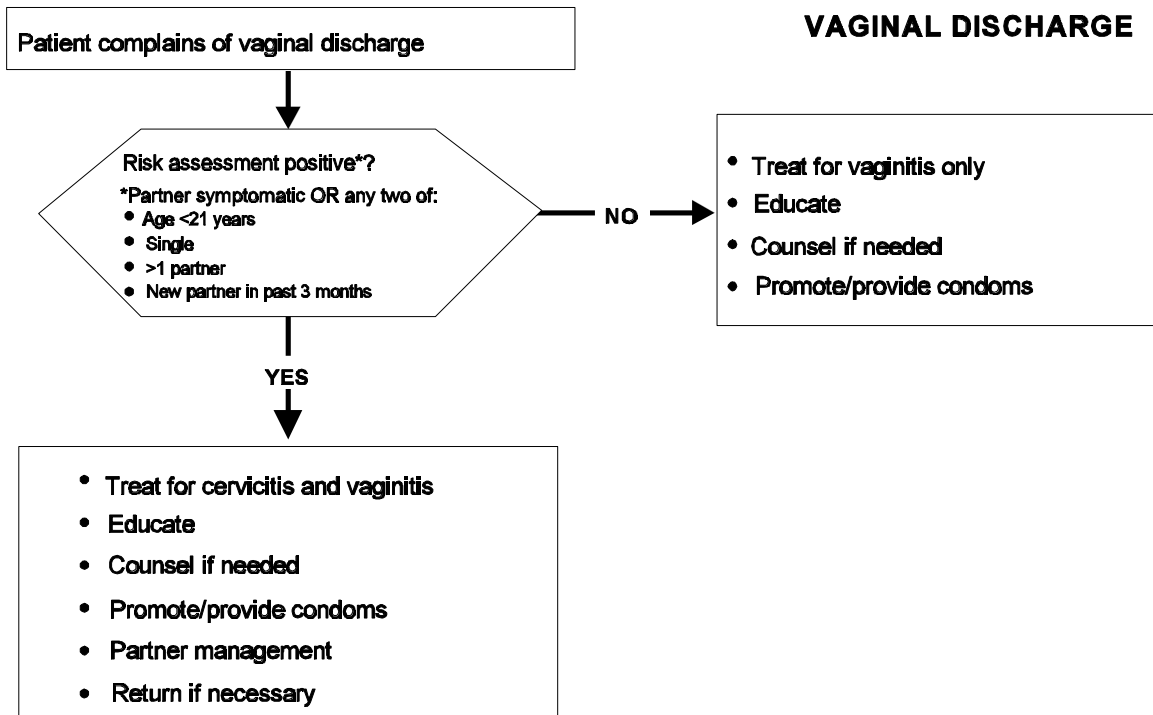 VAGINAL DISCHARGE
Patient complains of vaginal discharge
Risk assessment positive*?
*Partner symptomatic OR any two of:
• Age <21 years
• Single
• >1 partner
• New partner in past 3 months
NO
• Treat for vaginitis only
• Educate
• Counsel if needed
• Promote/provide condoms
YES
• Treat for cervicitis and vaginitis
• Educate
• Counsel if needed
• Promote/provide condoms
• Partner management
• Return if necessary